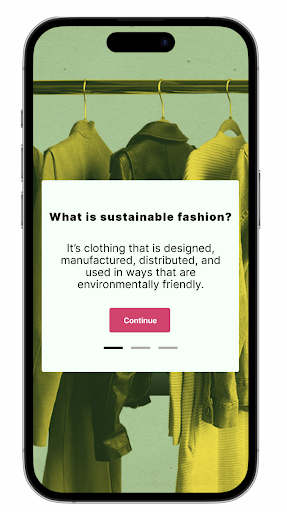 What is sustainable fashion?
It's clothing that is designed,
manufactured, distributed, and
used in ways that are
environmentally friendly.
Continue